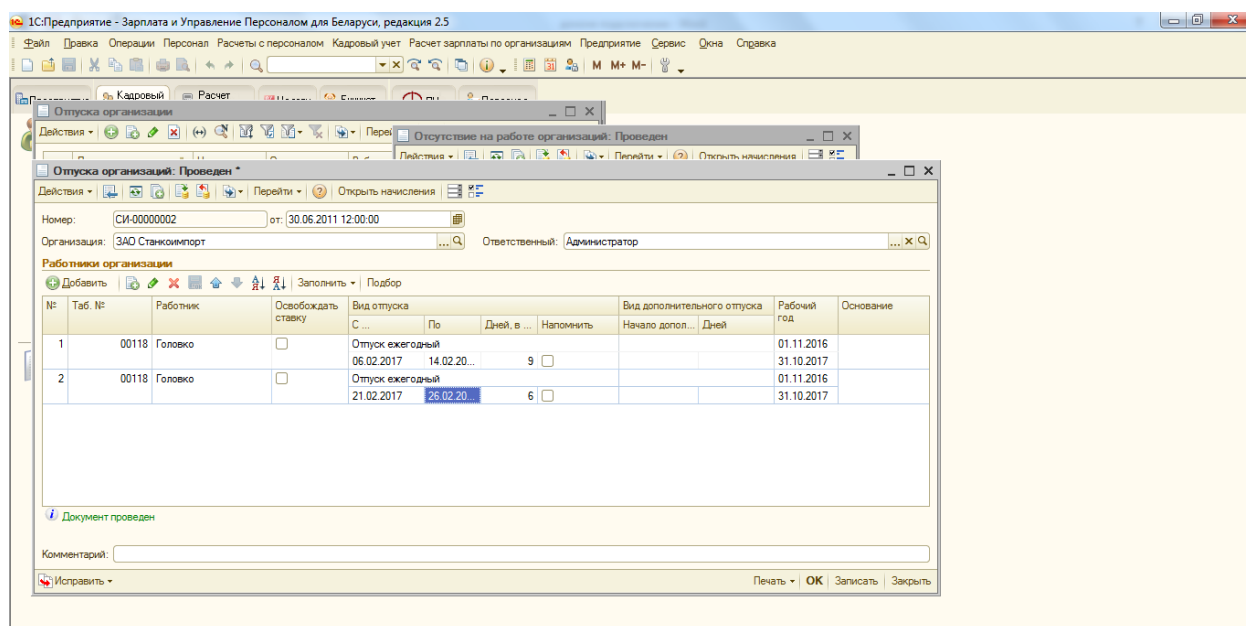 1С:Предприятие - Зарплата и Управление Персоналом для Беларуси, редакция 2.5
Файл Правка Операции Персонал Расчеты с персоналом Кадровый учет Расчет зарплаты по организациям Предприятие Сервис Окна Справка
M M+ M-
Кадровый Расчет
Отпуска организации
Действия Пере
Отсутствие на работе организаций: Проведен
Действия Перейти Открыть начисления
Отпуска организаций: Проведен *
Действия Перейти Открыть начисления
Номер: СИ-00000002 от: 30.06.2011 12:00:00
Организация: ЗАО Станкоимпорт ... Ответственный: Администратор ...
Работники организации
Добавить Заполнить Подбор
№ Таб. № Работник Освобождать ставку Вид отпуска Вид дополнительного отпуска Рабочий год Основание
С ... По Дней, в ... Напомнить Начало допол... Дней
1 00118 Головко Отпуск ежегодный 01.11.2016
06.02.2017 14.02.20... 9 31.10.2017
2 00118 Головко Отпуск ежегодный 01.11.2016
21.02.2017 26.02.20... 6 31.10.2017
Документ проведен
Комментарий:
Исправить Печать OK Записать Закрыть